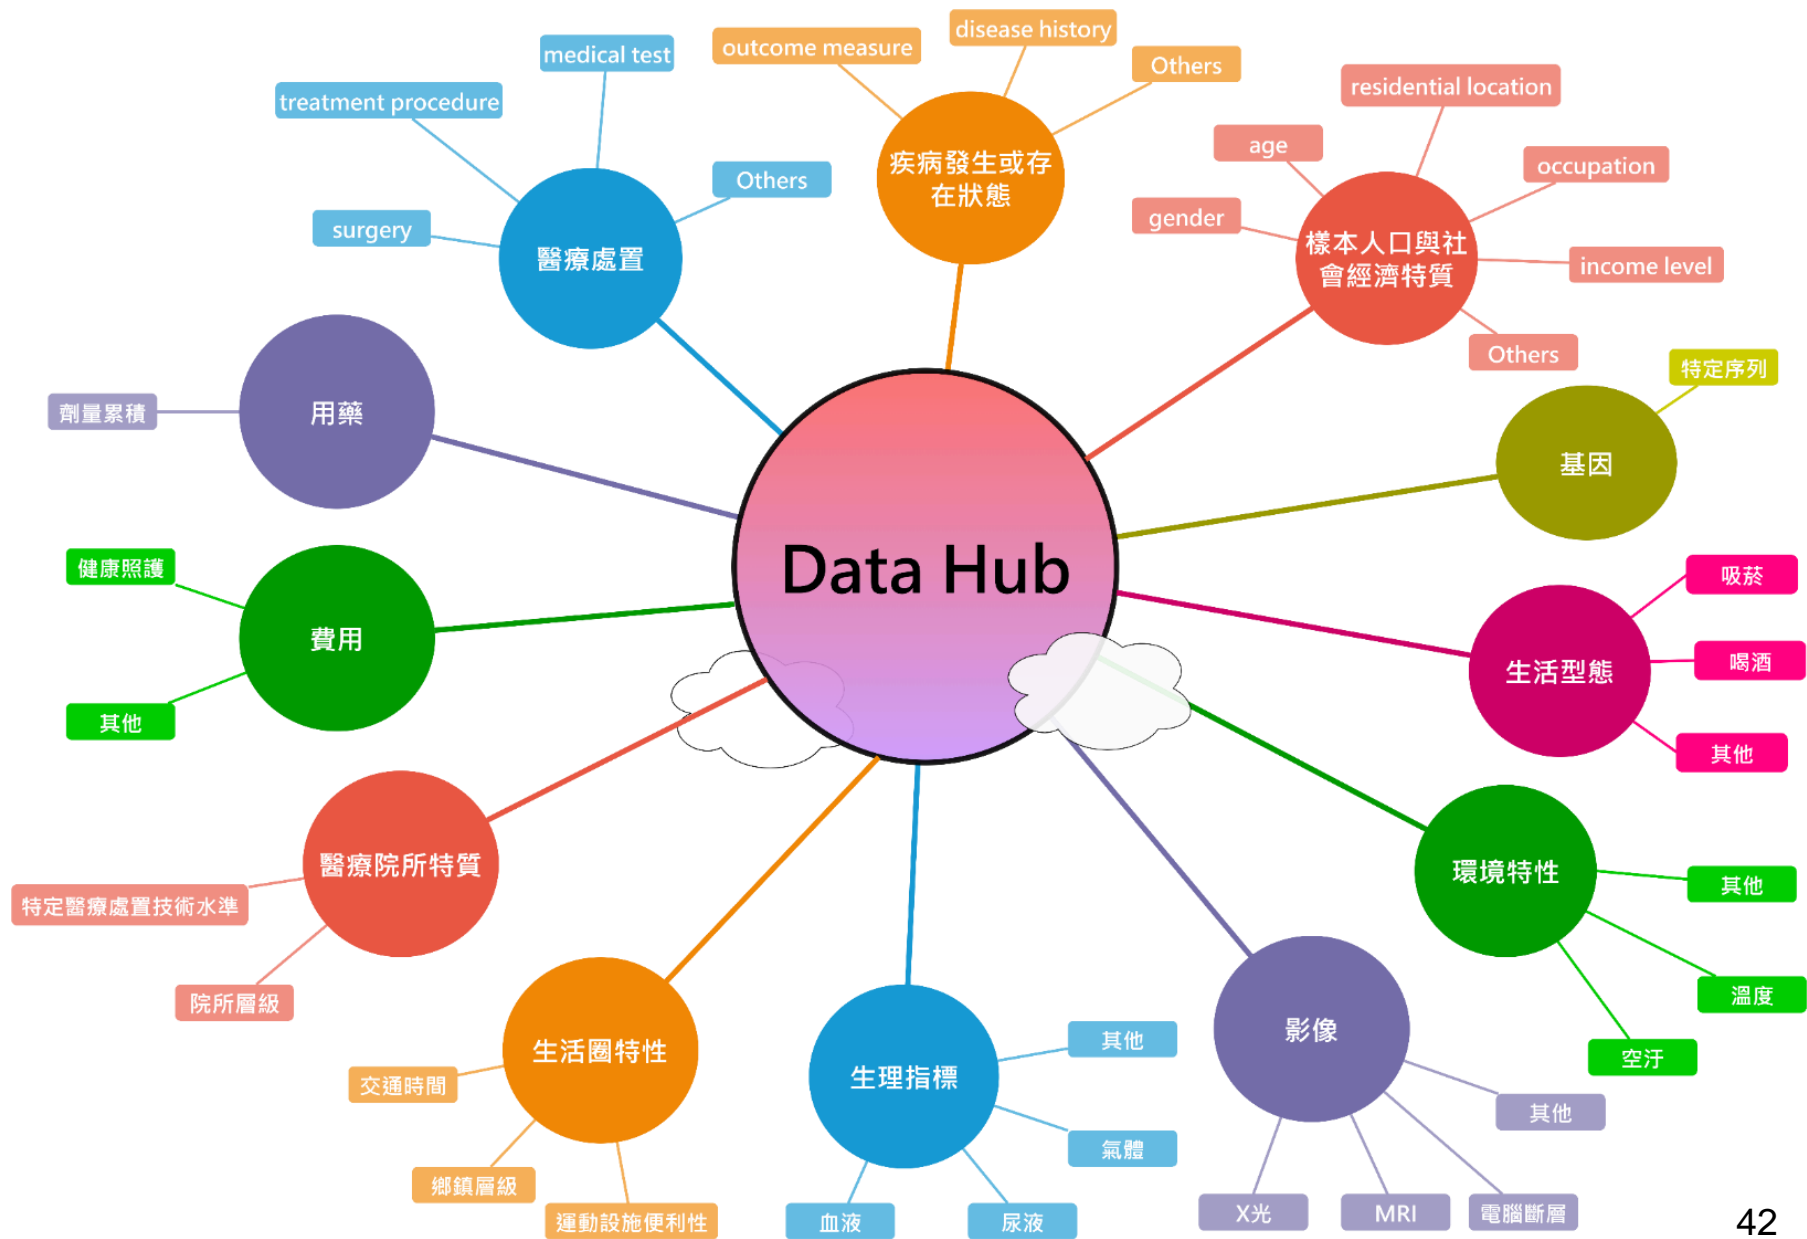 disease history
outcome measure
medical test
Others
residential location
treatment procedure
age
occupation
疾病發生或存
在狀態
Others
gender
surgery
醫療處置
樣本人口與社
會經濟特質
income level
Others
特定序列
劑量累積
用藥
基因
Data Hub
健康照護
吸菸
費用
喝酒
生活型態
其他
其他
醫療院所特質
環境特性
其他
特定醫療處置技術水準
溫度
院所層級
影像
其他
生活圈特性
空汙
生理指標
交通時間
其他
氣體
鄉鎮層級
X光
MRI
電腦斷層
運動設施便利性
血液
尿液
42